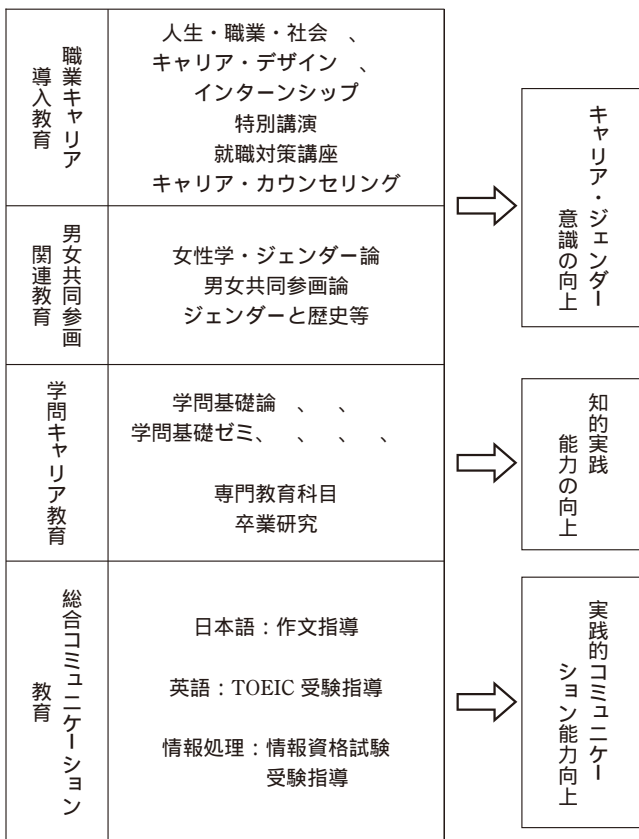 職業キャリア
導入教育
人生・職業・社会　、
キャリア・デザイン　、
インターンシップ
特別講演
就職対策講座
キャリア・カウンセリング
男女共同参画
関連教育
女性学・ジェンダー論
男女共同参画論
ジェンダーと歴史等
キャリア・ジェンダー
意識の向上
学問キャリア教育
学問基礎論　、　、
学問基礎ゼミ、　、　、　、
専門教育科目
卒業研究
知的実践
能力の向上
総合コミュニケーション
教育
日本語：作文指導
英語：TOEIC 受験指導
情報処理：情報資格試験
受験指導
実践的コミュニケー
ション能力向上